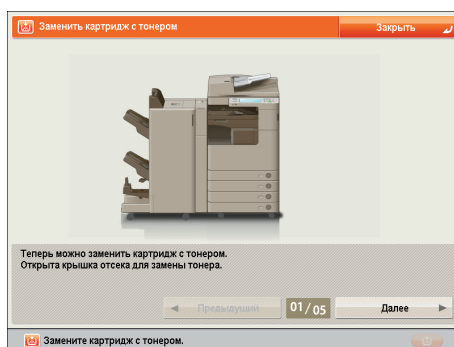 Заменить картридж с тонером
Закрыть
Теперь можно заменить картридж с тонером.
Открыта крышка отсека для замены тонера.
Предыдущий
01/05
Далее
Замените картридж с тонером.